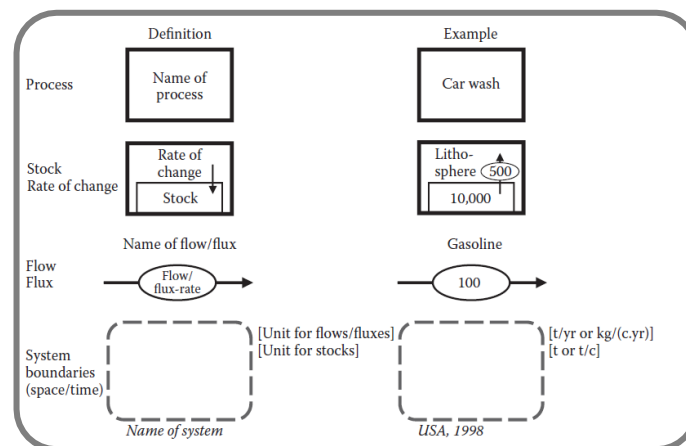 Definition
Example
Process
Name of
process
Car wash
Stock
Rate of change
Rate of
change
Stock
Litho-
sphere
500
10,000
Name of flow/flux
Gasoline
Flow
Flux
Flow/
flux-rate
100
System
boundaries
(space/time)
[Unit for flows/fluxes]
[Unit for stocks]
[t/yr or kg/(c.yr)]
[t or t/c]
Name of system
USA, 1998